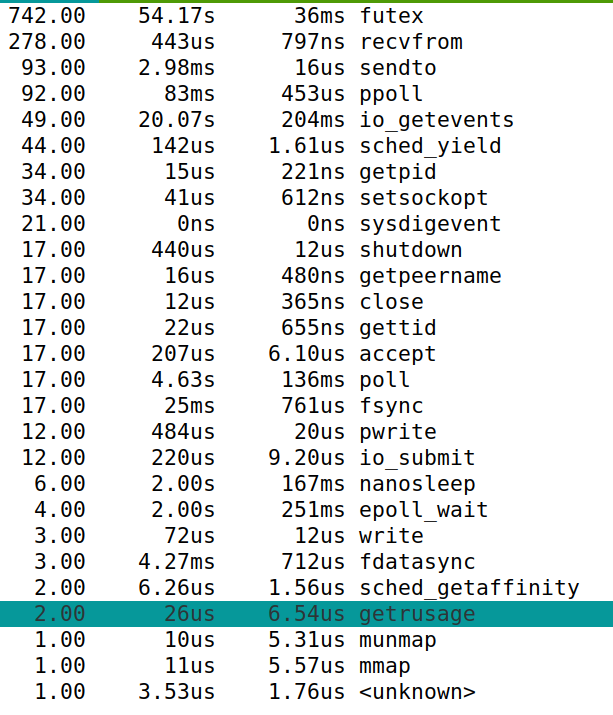 742.00 54.17s 36ms futex
278.00 443us 797ns recvfrom
93.00 2.98ms 16us sendto
92.00 83ms 453us ppoll
49.00 20.07s 204ms io_getevents
44.00 142us 1.61us sched_yield
34.00 15us 221ns getpid
34.00 41us 612ns setsockopt
21.00 0ns 0ns sysdigevent
17.00 440us 12us shutdown
17.00 16us 480ns getpeername
17.00 12us 365ns close
17.00 22us 655ns gettid
17.00 207us 6.10us accept
17.00 4.63s 136ms poll
17.00 25ms 761us fsync
12.00 484us 20us pwrite
12.00 220us 9.20us io_submit
6.00 2.00s 167ms nanosleep
4.00 2.00s 251ms epoll_wait
3.00 72us 12us write
3.00 4.27ms 712us fdatasync
2.00 6.26us 1.56us sched_getaffinity
2.00 26us 6.54us getrusage
1.00 10us 5.31us munmap
1.00 11us 5.57us mmap
1.00 3.53us 1.76us <unknown>